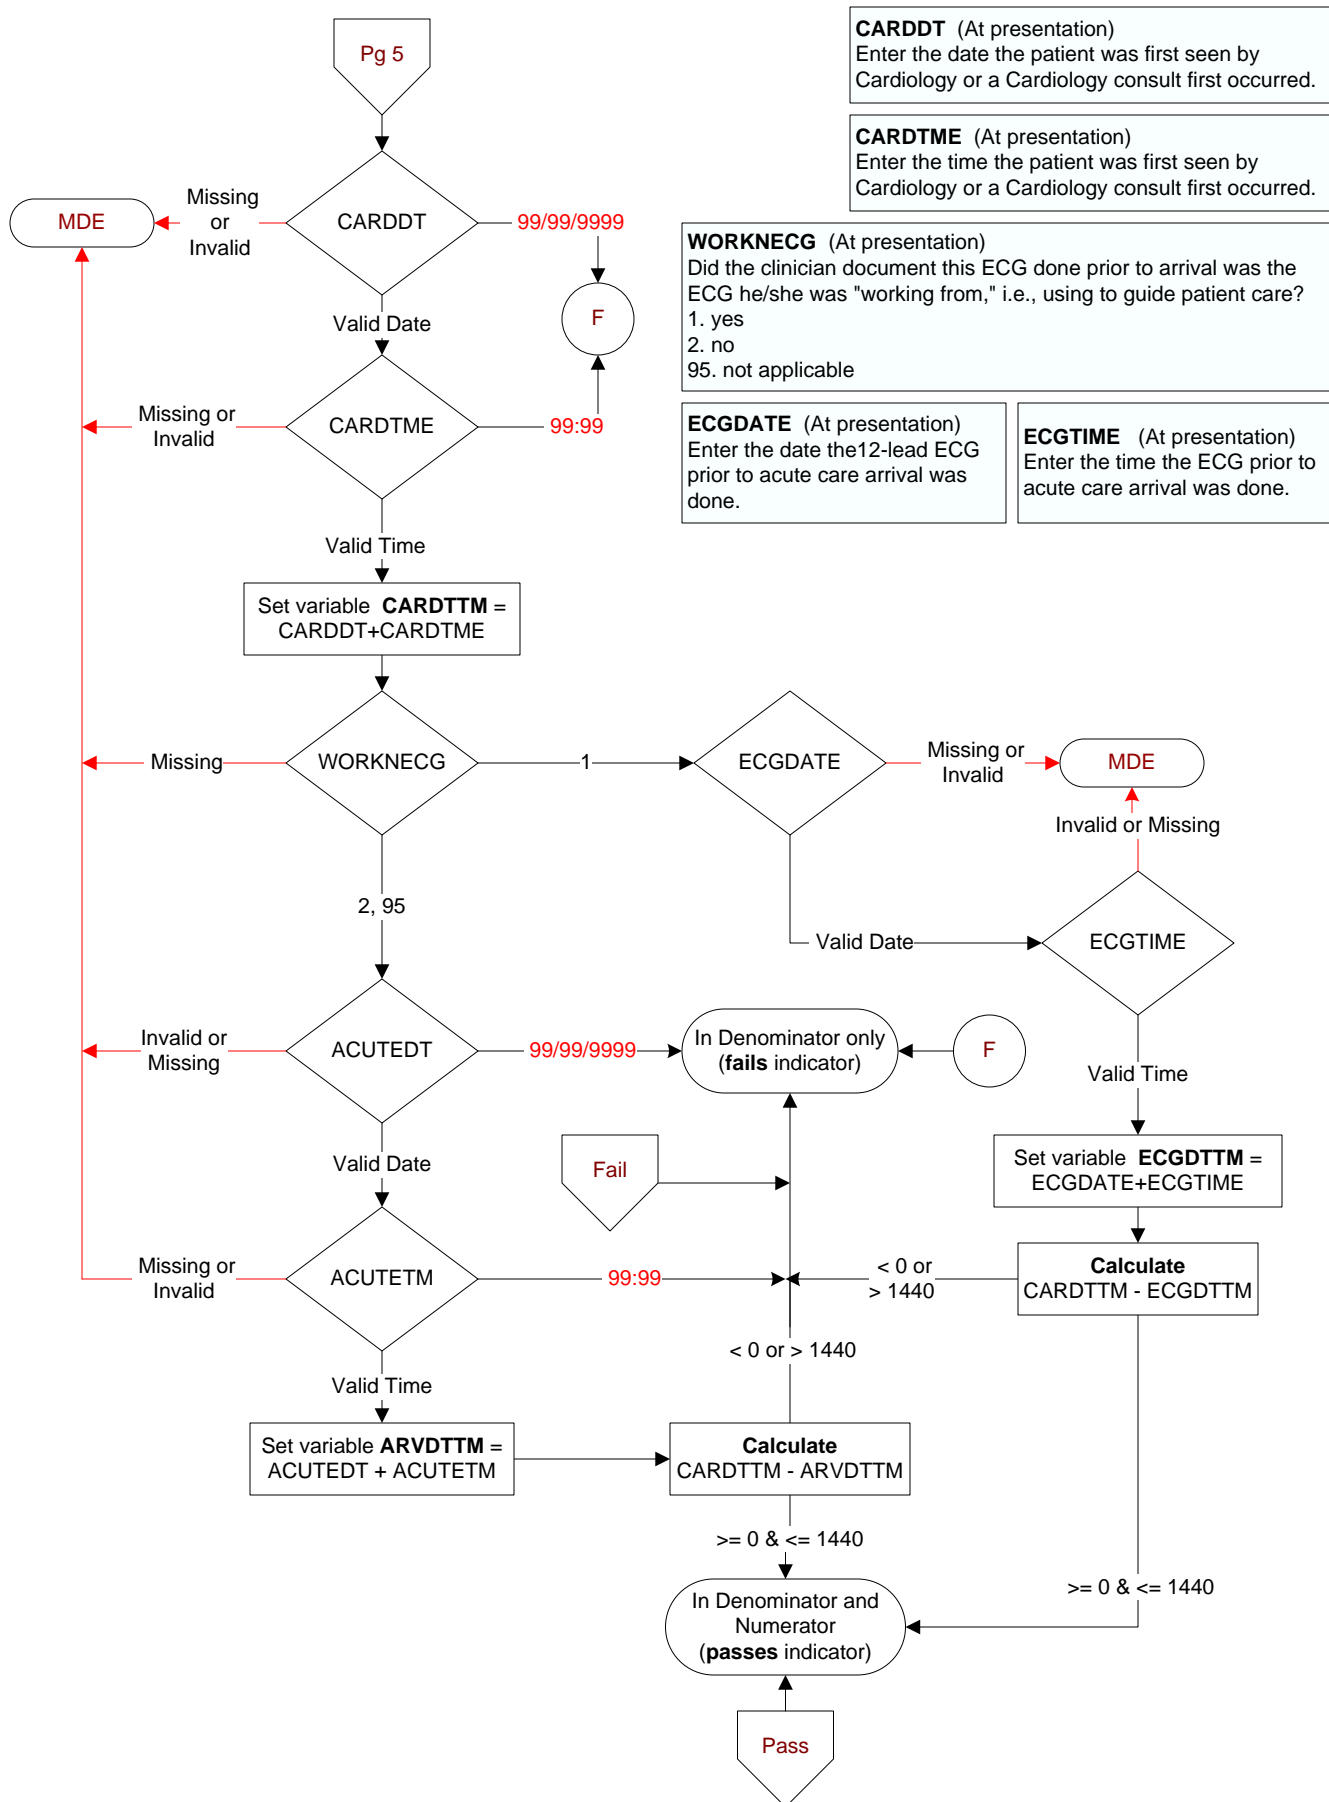 Pg 5
CARDDT (At presentation)
Enter the date the patient was first seen by
Cardiology or a Cardiology consult first occurred.
CARDTME (At presentation)
Enter the time the patient was first seen by
Cardiology or a Cardiology consult first occurred.
MDE
Missing
or
Invalid
CARDDT
99/99/9999
WORKNECG (At presentation)
Did the clinician document this ECG done prior to arrival was the
ECG he/she was "working from," i.e., using to guide patient care?
1. yes
2. no
95. not applicable
F
Valid Date
Missing or
Invalid
CARDTME
99:99
ECGDATE (At presentation)
Enter the date the12-lead ECG
prior to acute care arrival was
done.
ECGTIME (At presentation)
Enter the time the ECG prior to
acute care arrival was done.
Valid Time
Set variable CARDTTM =
CARDDT+CARDTME
Missing
WORKNECG
1
ECGDATE
Missing or
Invalid
MDE
Invalid or Missing
2, 95
Valid Date
ECGTIME
Invalid or
Missing
ACUTEDT
99/99/9999
In Denominator only
(fails indicator)
F
Valid Time
Valid Date
Fail
Set variable ECGDTTM =
ECGDATE+ECGTIME
Missing or
Invalid
ACUTETM
99:99
< 0 or
> 1440
Calculate
CARDTTM - ECGDTTM
< 0 or > 1440
Valid Time
Set variable ARVDTTM =
ACUTEDT + ACUTETM
Calculate
CARDTTM - ARVDTTM
>= 0 & <= 1440
>= 0 & <= 1440
In Denominator and
Numerator
(passes indicator)
Pass